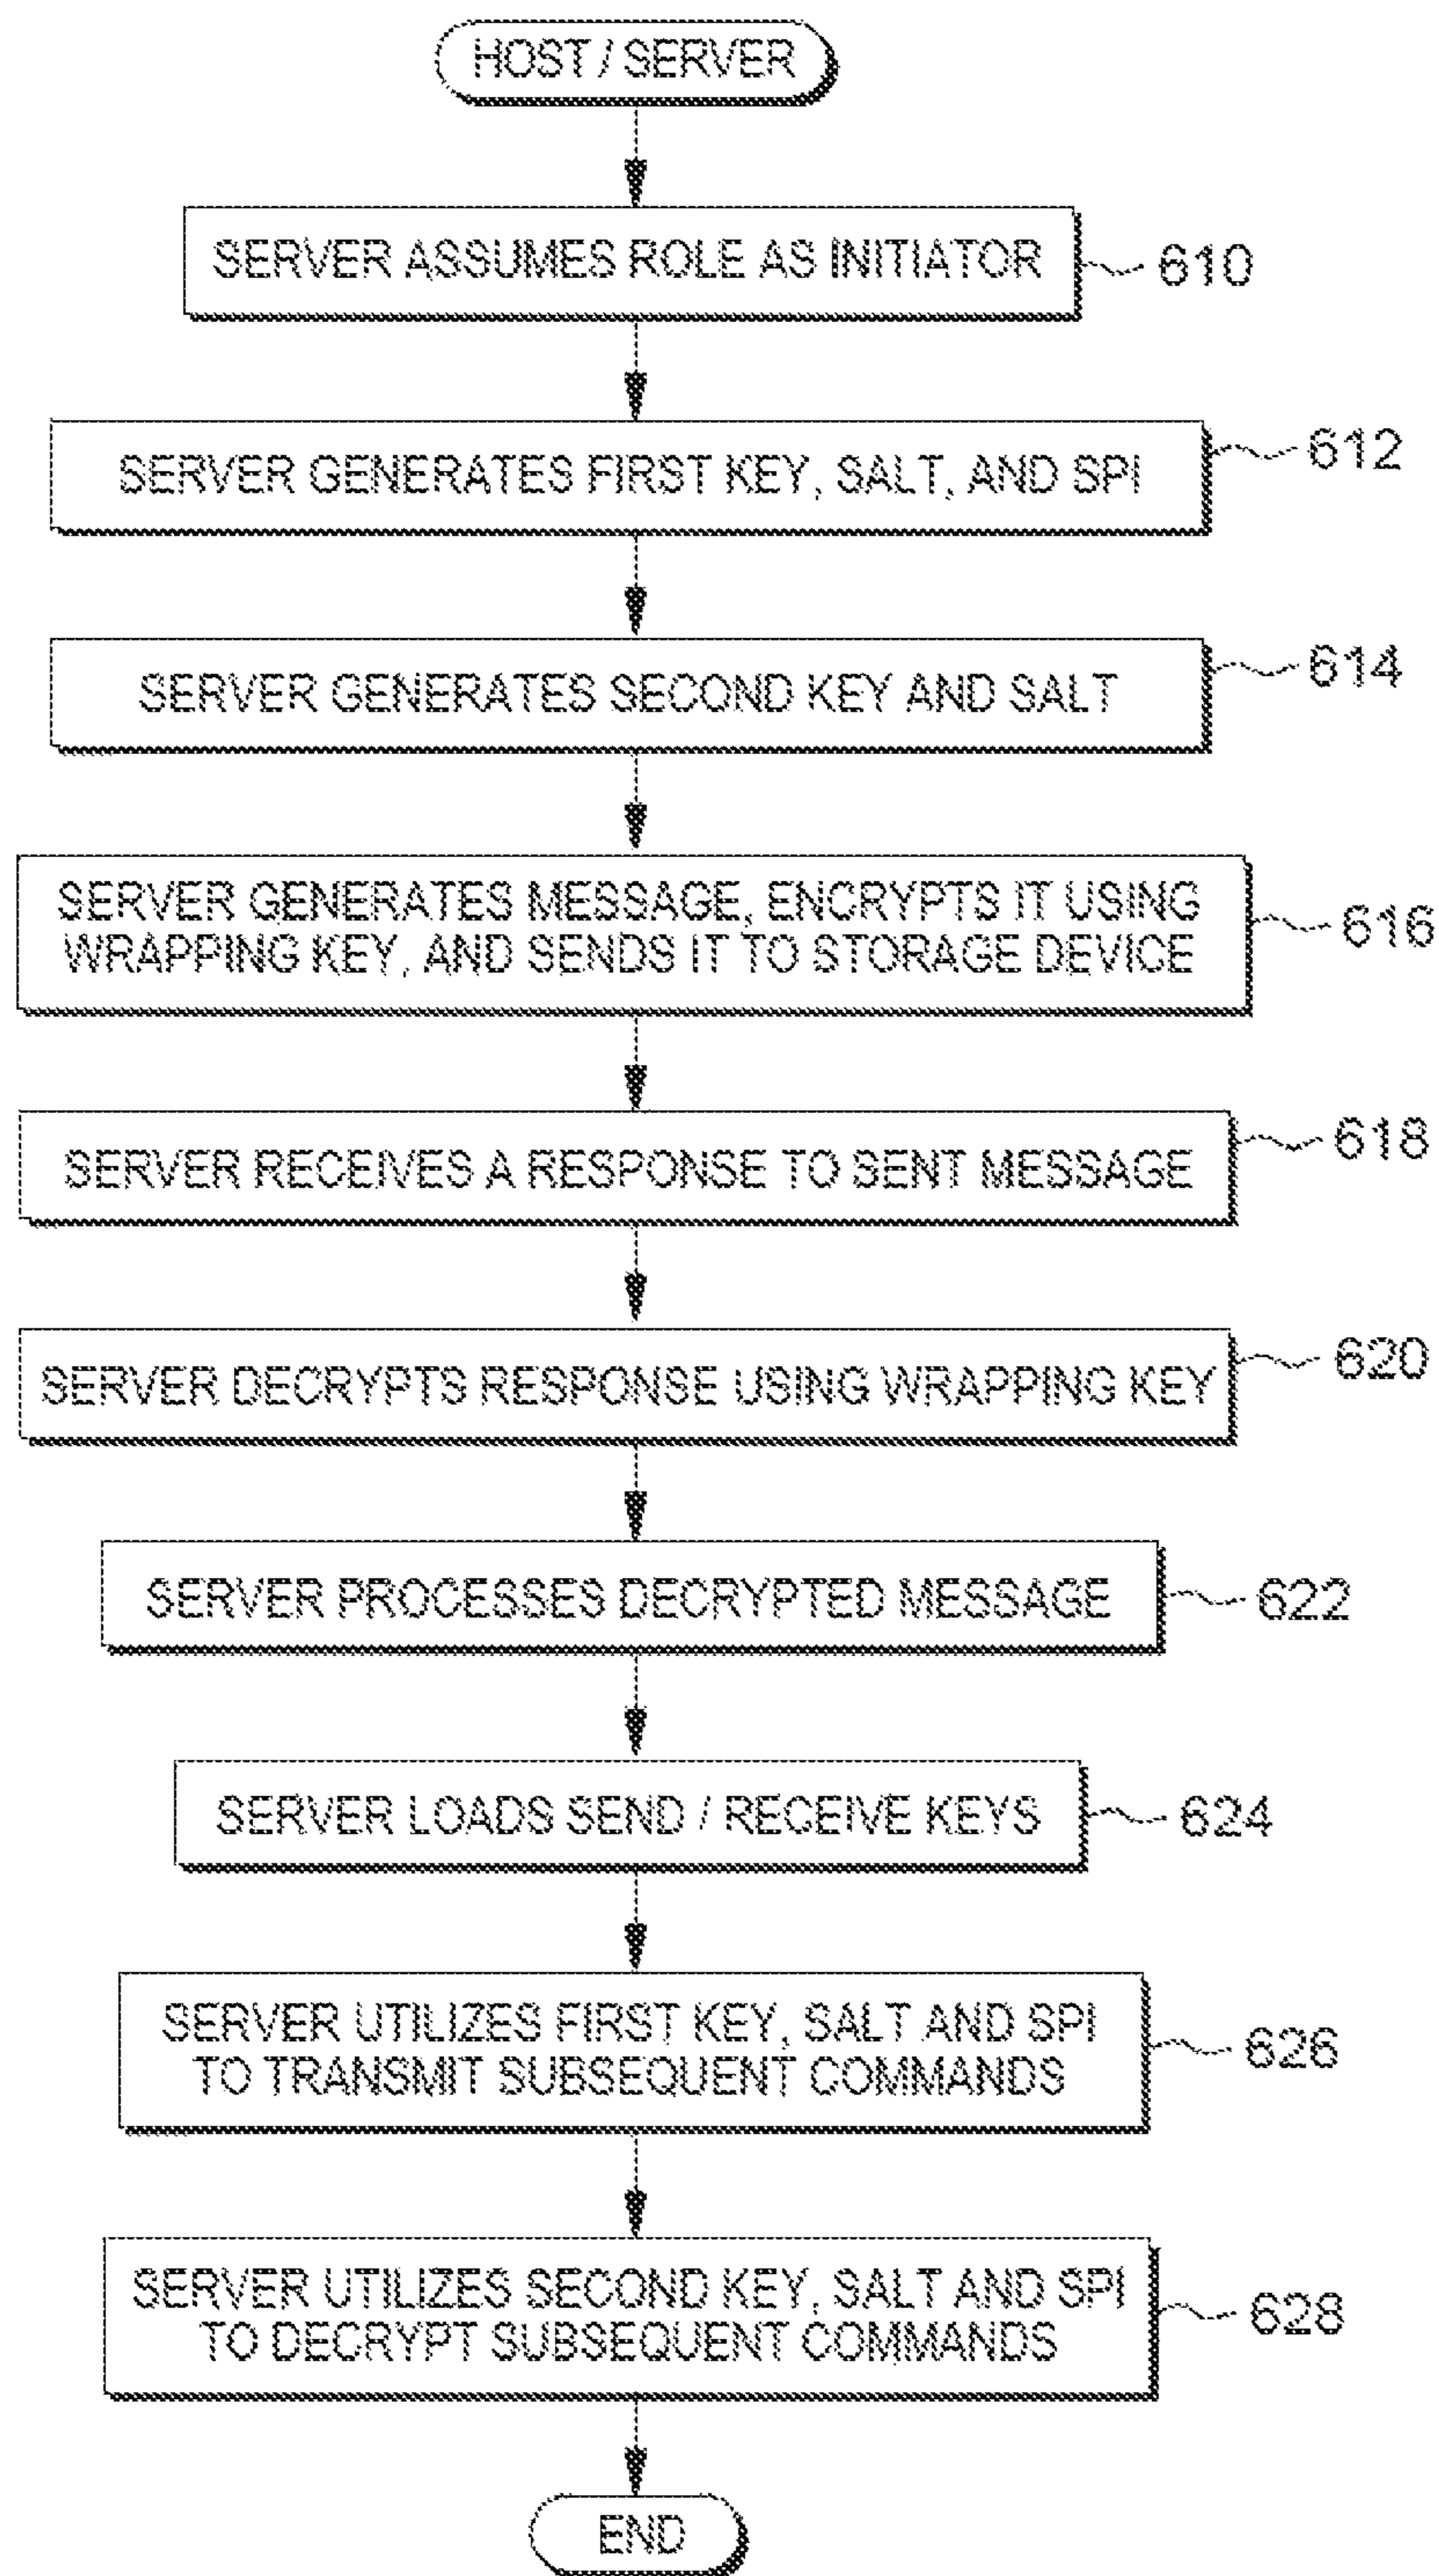 HOST / SERVER
SERVER ASSUMES ROLE AS INITIATOR
610
SERVER GENERATES FIRST KEY, SALT, AND SPI
612
SERVER GENERATES SECOND KEY AND SALT
614
SERVER GENERATES MESSAGE, ENCRYPTS IT USING
WRAPPING KEY, AND SENDS IT TO STORAGE DEVICE
616
SERVER RECEIVES A RESPONSE TO SENT MESSAGE
618
SERVER DECRYPTS RESPONSE USING WRAPPING KEY
620
SERVER PROCESSES DECRYPTED MESSAGE
622
SERVER LOADS SEND / RECEIVE KEYS
624
SERVER UTILIZES FIRST KEY, SALT AND SPI
TO TRANSMIT SUBSEQUENT COMMANDS
626
SERVER UTILIZES SECOND KEY, SALT AND SPI
TO DECRYPT SUBSEQUENT COMMANDS
628
END